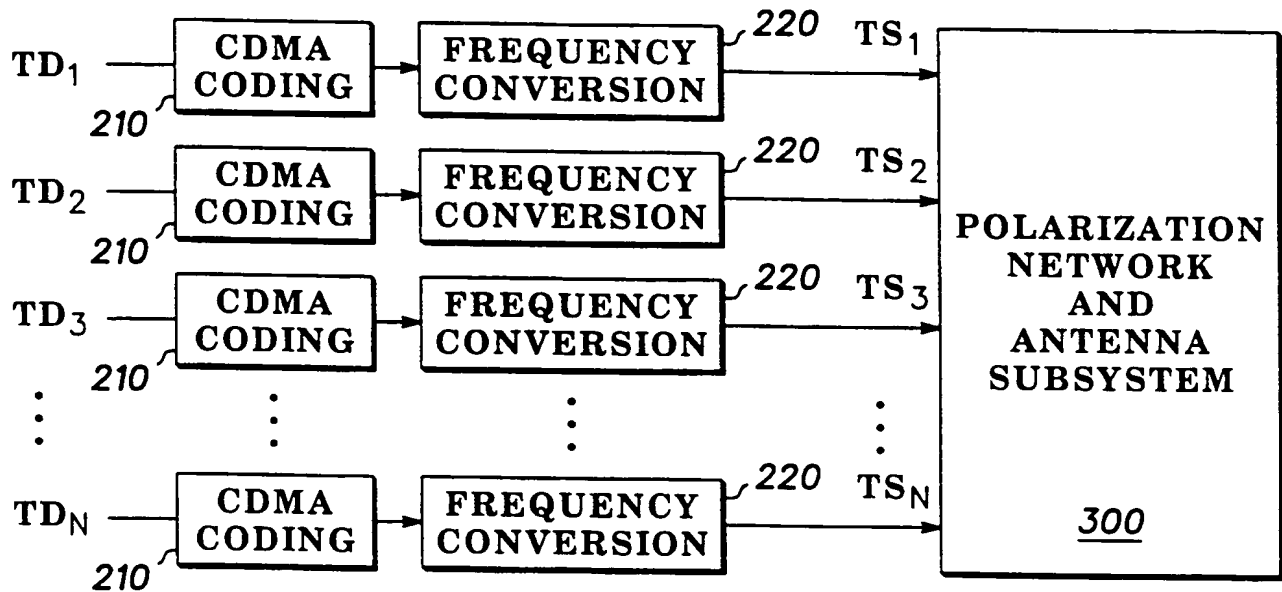 TD1 CDMA CODING 210 FREQUENCY CONVERSION 220 TS1
TD2 CDMA CODING 210 FREQUENCY CONVERSION 220 TS2
TD3 CDMA CODING 210 FREQUENCY CONVERSION 220 TS3
TDN CDMA CODING 210 FREQUENCY CONVERSION 220 TSN
POLARIZATION
NETWORK
AND
ANTENNA
SUBSYSTEM
300